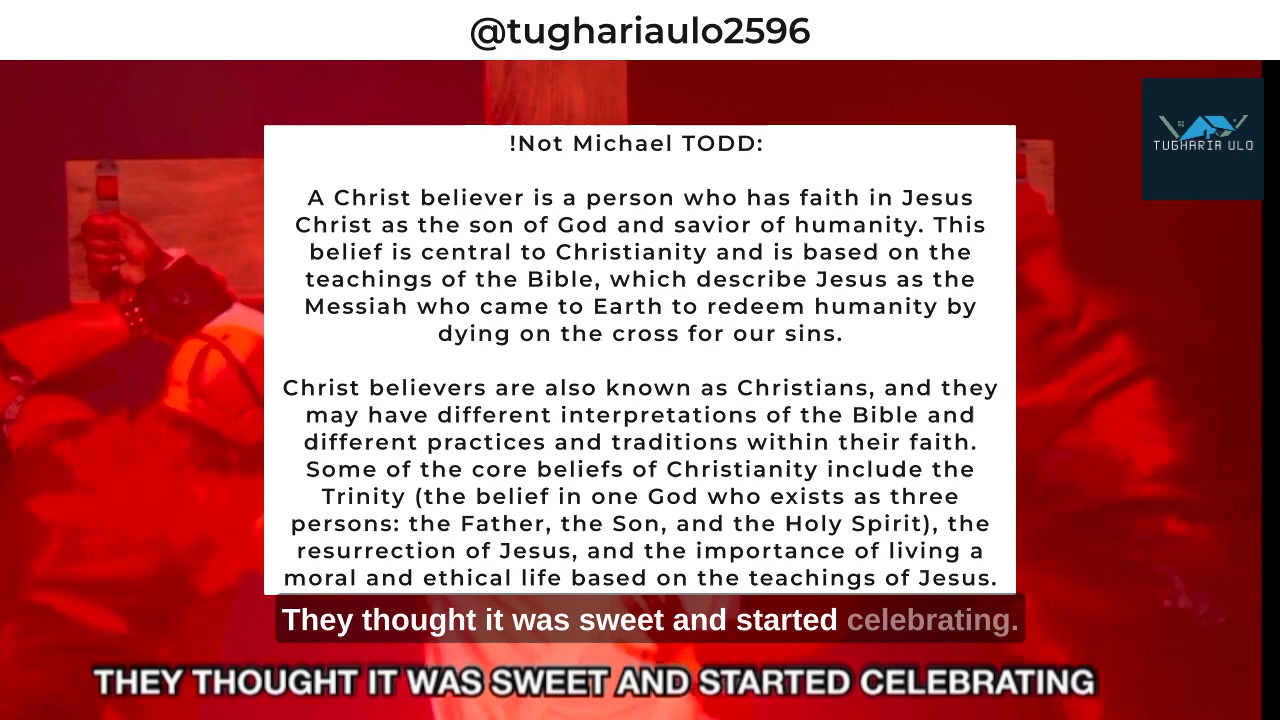 @tughariaulo2596
TUGHARIA ULO
!Not Michael TODD:
A Christ believer is a person who has faith in Jesus
Christ as the son of God and savior of humanity. This
belief is central to Christianity and is based on the
teachings of the Bible, which describe Jesus as the
Messiah who came to Earth to redeem humanity by
dying on the cross for our sins.
Christ believers are also known as Christians, and they
may have different interpretations of the Bible and
different practices and traditions within their faith.
Some of the core beliefs of Christianity include the
Trinity (the belief in one God who exists as three
persons: the Father, the Son, and the Holy Spirit), the
resurrection of Jesus, and the importance of living a
moral and ethical life based on the teachings of Jesus.
They thought it was sweet and started celebrating.
THEY THOUGHT IT WAS SWEET AND STARTED CELEBRATING